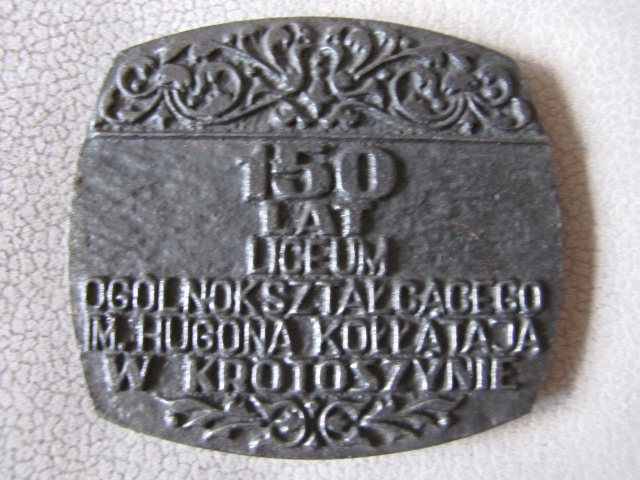 150
LAT
LICEUM
OGÓLNOKSZTAŁCĄCEGO
IM. HUGONA KOŁŁĄTAJA
W KROTOSZYNIE